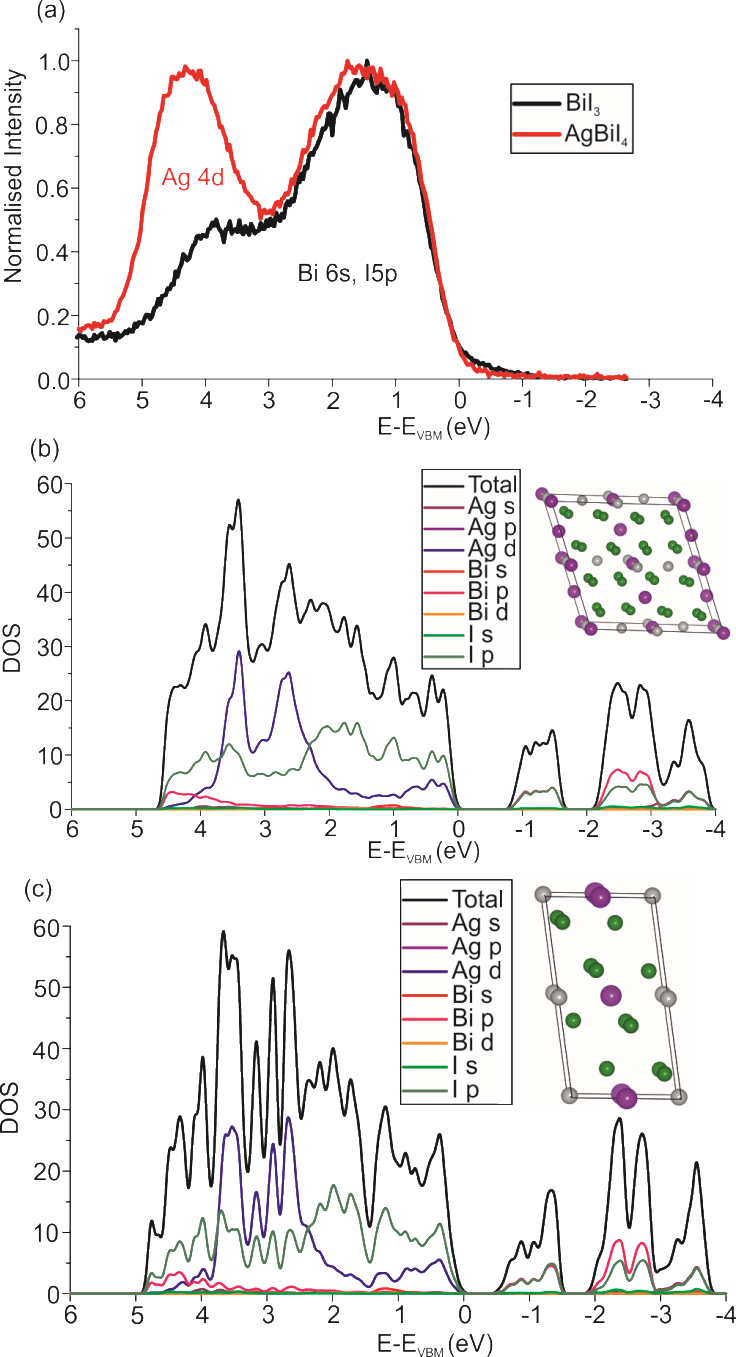 (a)
Normalised Intensity
1.0
0.8
0.6
0.4
0.2
0.0
BiI₃
AgBiI₄
Ag 4d
Bi 6s, I5p
6 5 4 3 2 1 0 -1 -2 -3 -4
E-E_VBM (eV)
(b)
DOS
60
50
40
30
20
10
0
Total
Ag s
Ag p
Ag d
Bi s
Bi p
Bi d
I s
I p
6 5 4 3 2 1 0 -1 -2 -3 -4
E-E_VBM (eV)
(c)
DOS
60
50
40
30
20
10
0
Total
Ag s
Ag p
Ag d
Bi s
Bi p
Bi d
I s
I p
6 5 4 3 2 1 0 -1 -2 -3 -4
E-E_VBM (eV)